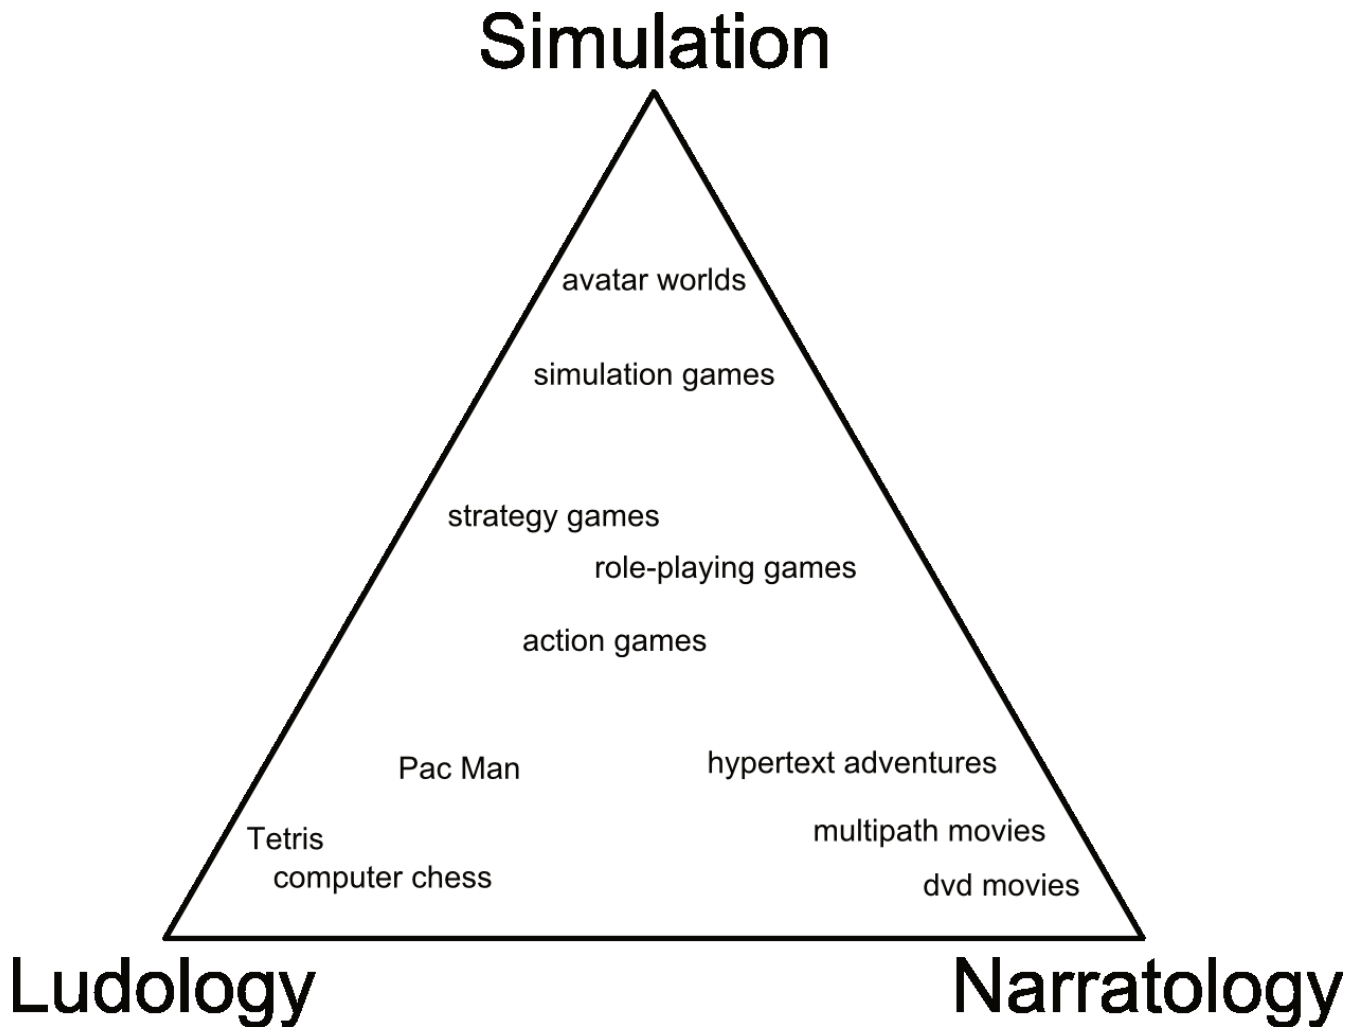 Simulation
avatar worlds
simulation games
strategy games
role-playing games
action games
Pac Man
hypertext adventures
Tetris
multipath movies
computer chess
dvd movies
Ludology
Narratology